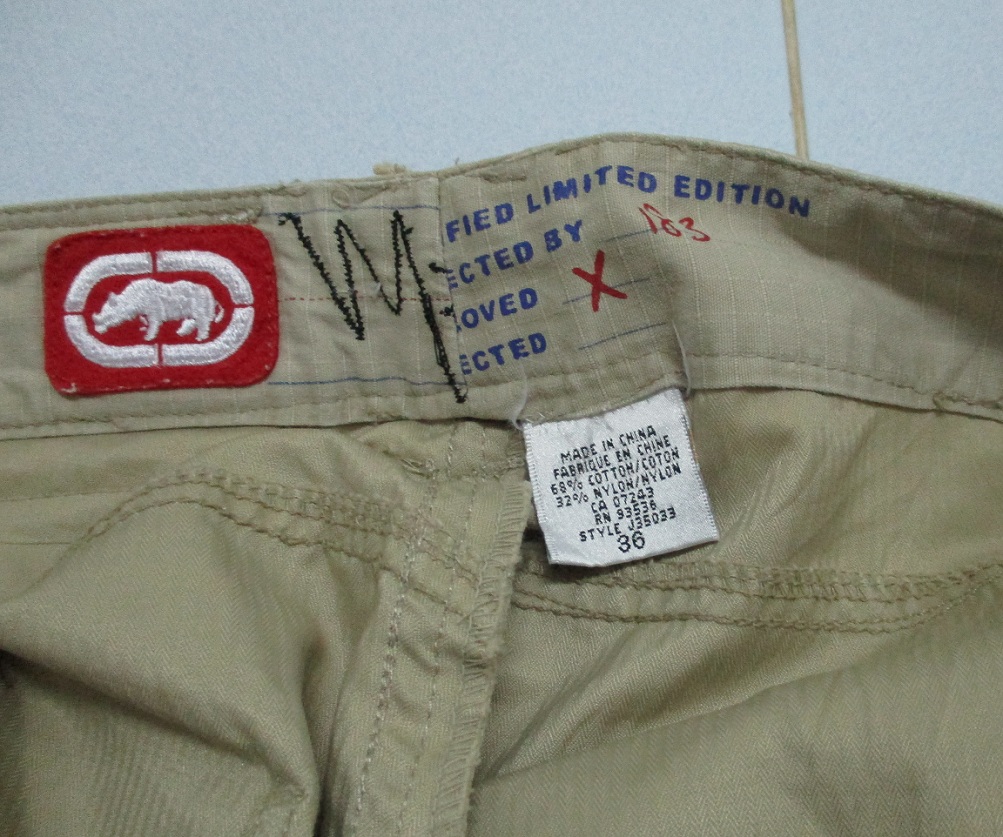 FIED LIMITED EDITION
ECTED BY 163
OVED X
ECTED
MADE IN CHINA
FABRIQUE EN CHINE
68% COTTON/COTON
32% NYLON/NYLON
CA 07243
RN 93536
STYLE J35033
36